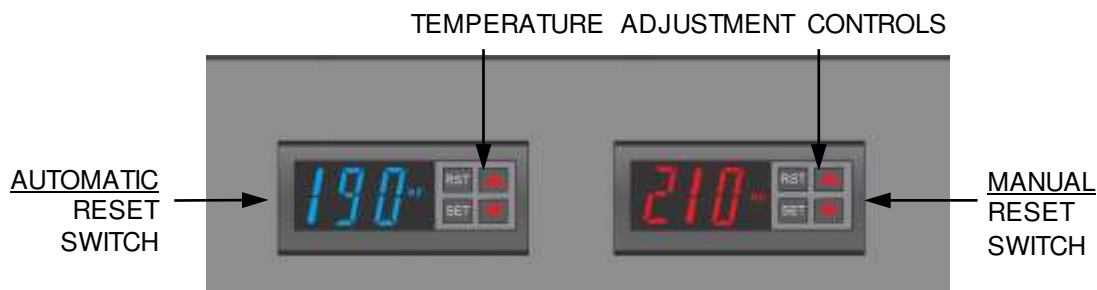 TEMPERATURE ADJUSTMENT CONTROLS
AUTOMATIC
RESET
SWITCH
190°F
RST
SET
210°F
RST
SET
MANUAL
RESET
SWITCH